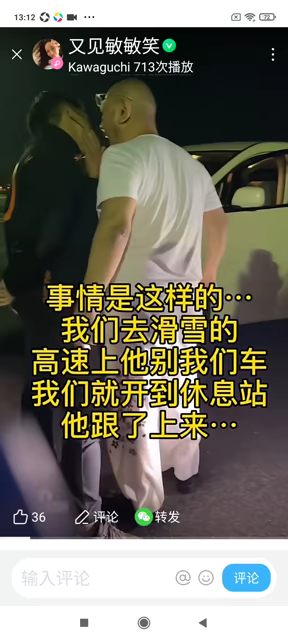 13:12
72
又见敏敏笑
Kawaguchi 713次播放
事情是这样的…
我们去滑雪的
高速上他别我们车
我们就开到休息站
他跟了上来…
36
评论
转发
输入评论
@
评论